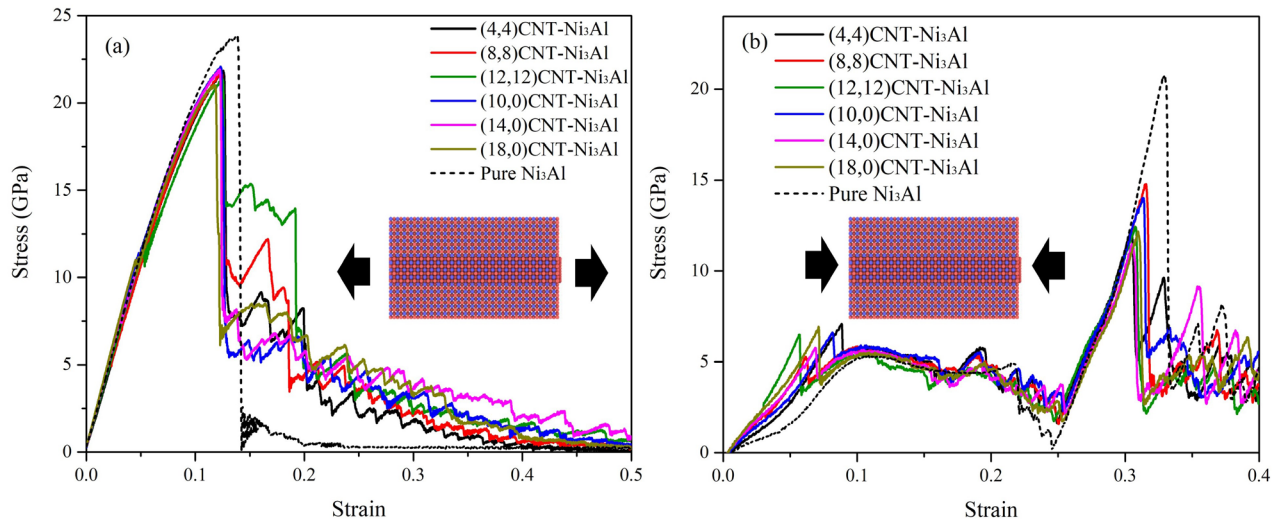 (a)
(4,4)CNT-Ni₃Al
(8,8)CNT-Ni₃Al
(12,12)CNT-Ni₃Al
(10,0)CNT-Ni₃Al
(14,0)CNT-Ni₃Al
(18,0)CNT-Ni₃Al
Pure Ni₃Al
Stress (GPa)
25
20
15
10
5
0
0.0 0.1 0.2 0.3 0.4 0.5
Strain
(b)
(4,4)CNT-Ni₃Al
(8,8)CNT-Ni₃Al
(12,12)CNT-Ni₃Al
(10,0)CNT-Ni₃Al
(14,0)CNT-Ni₃Al
(18,0)CNT-Ni₃Al
Pure Ni₃Al
Stress (GPa)
20
15
10
5
0
0.0 0.1 0.2 0.3 0.4
Strain